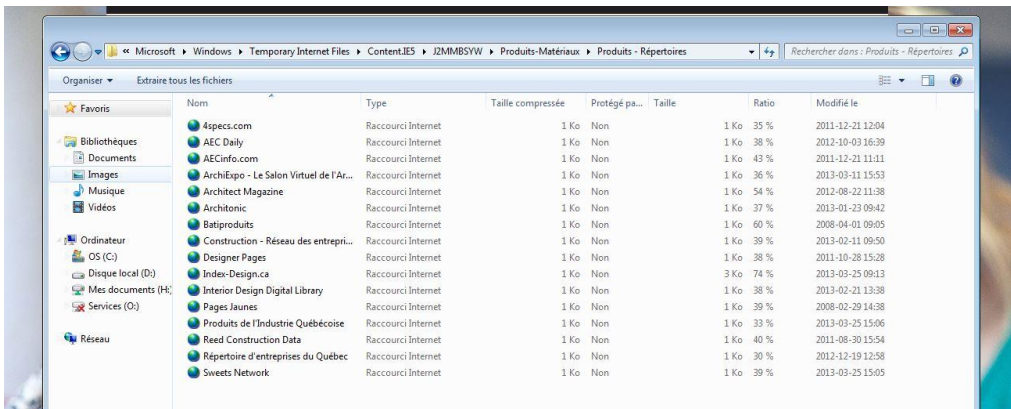 « Microsoft ▸ Windows ▸ Temporary Internet Files ▸ Content.IE5 ▸ J2MMBSYW ▸ Produits-Matériaux ▸ Produits - Répertoires Rechercher dans : Produits - Répertoires
Organiser Extraire tous les fichiers
Favoris
Bibliothèques
Documents
Images
Musique
Vidéos
Ordinateur
OS (C:)
Disque local (D:)
Mes documents (H:)
Services (O:)
Réseau
Nom Type Taille compressée Protégé pa... Taille Ratio Modifié le
4specs.com Raccourci Internet 1 Ko Non 1 Ko 35 % 2011-12-21 12:04
AEC Daily Raccourci Internet 1 Ko Non 1 Ko 38 % 2012-10-03 16:39
AECinfo.com Raccourci Internet 1 Ko Non 1 Ko 43 % 2011-12-21 11:11
ArchiExpo - Le Salon Virtuel de l'Ar... Raccourci Internet 1 Ko Non 1 Ko 36 % 2013-03-11 15:53
Architect Magazine Raccourci Internet 1 Ko Non 1 Ko 54 % 2012-08-22 11:38
Architonic Raccourci Internet 1 Ko Non 1 Ko 37 % 2013-01-23 09:42
Batiproduits Raccourci Internet 1 Ko Non 1 Ko 60 % 2008-04-01 09:05
Construction - Réseau des entrepri... Raccourci Internet 1 Ko Non 1 Ko 39 % 2013-02-11 09:50
Designer Pages Raccourci Internet 1 Ko Non 1 Ko 38 % 2011-10-28 15:28
Index-Design.ca Raccourci Internet 1 Ko Non 3 Ko 74 % 2013-03-25 09:13
Interior Design Digital Library Raccourci Internet 1 Ko Non 1 Ko 38 % 2013-02-21 13:38
Pages Jaunes Raccourci Internet 1 Ko Non 1 Ko 39 % 2008-02-29 14:38
Produits de l'Industrie Québécoise Raccourci Internet 1 Ko Non 1 Ko 33 % 2013-03-25 15:06
Reed Construction Data Raccourci Internet 1 Ko Non 1 Ko 40 % 2011-08-30 15:54
Répertoire d'entreprises du Québec Raccourci Internet 1 Ko Non 1 Ko 30 % 2012-12-19 12:58
Sweets Network Raccourci Internet 1 Ko Non 1 Ko 39 % 2013-03-25 15:05